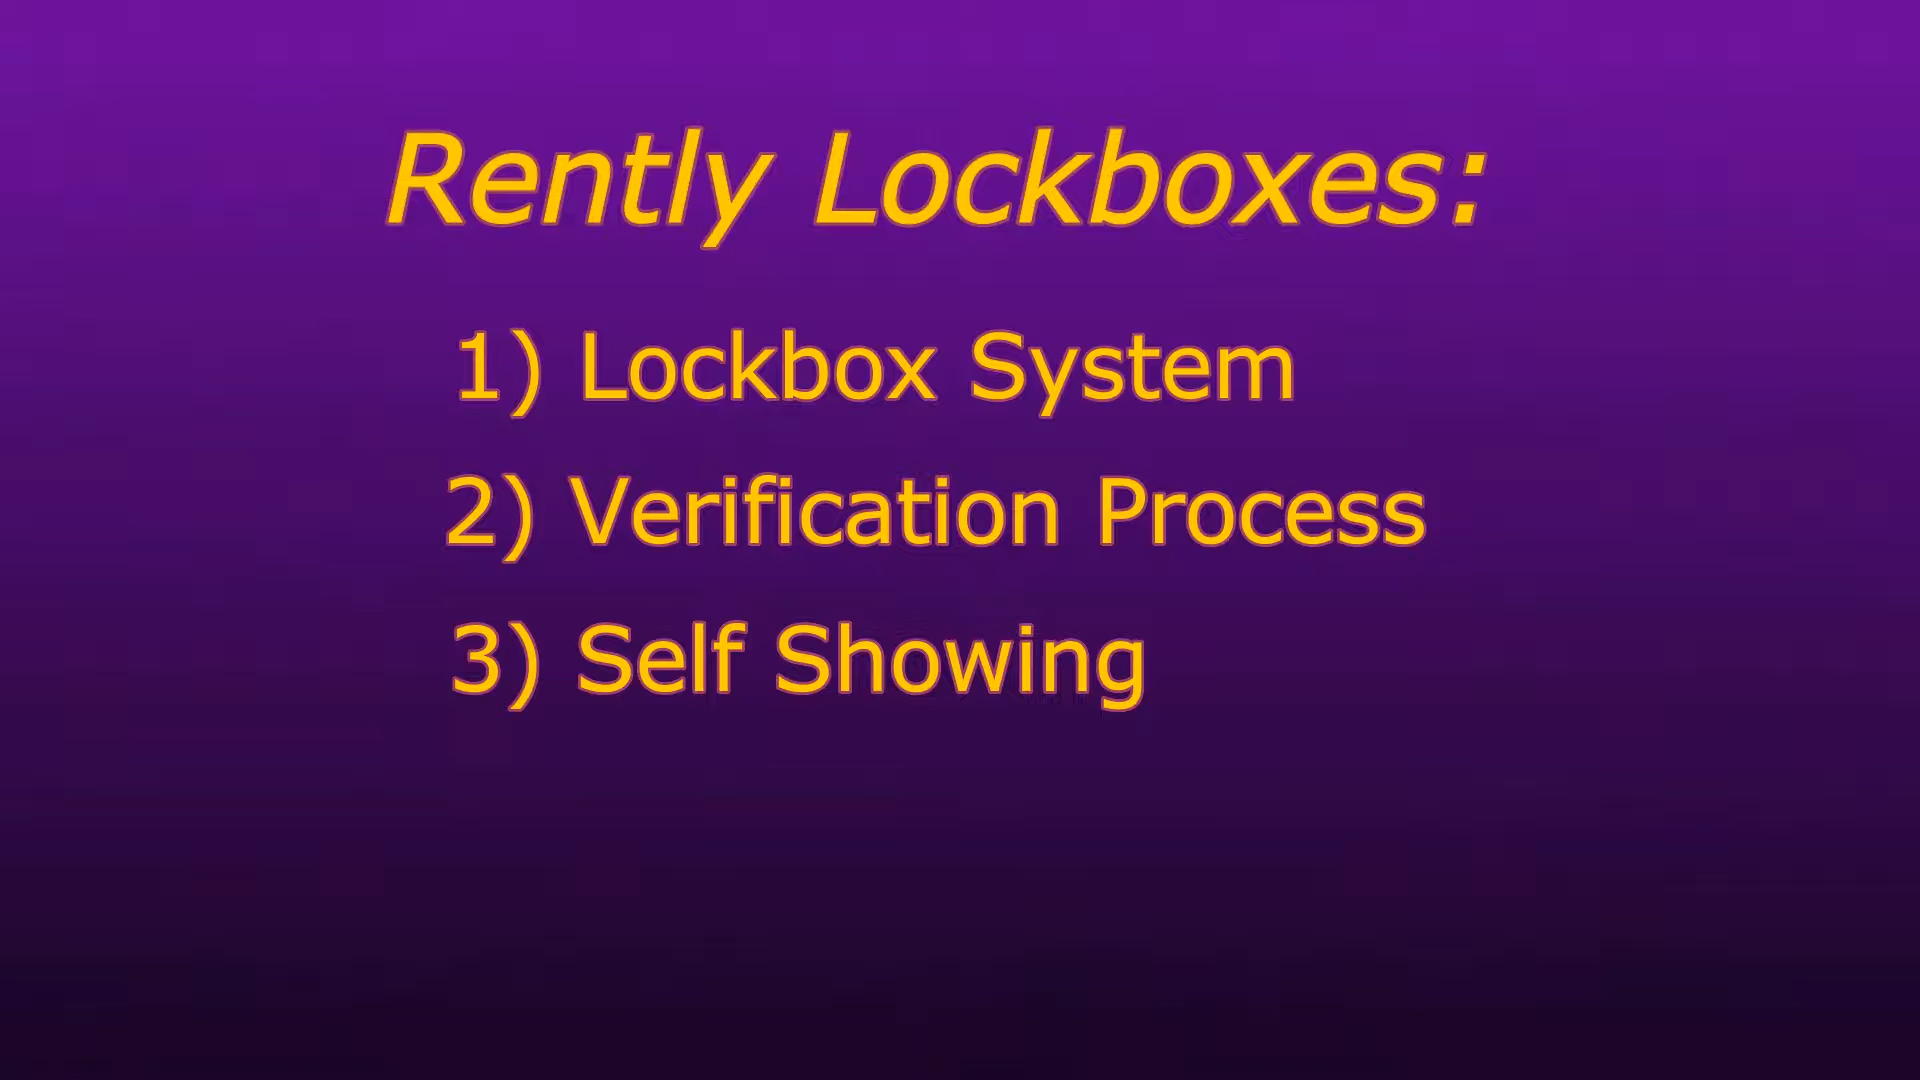 Rently Lockboxes:
1) Lockbox System
2) Verification Process
3) Self Showing